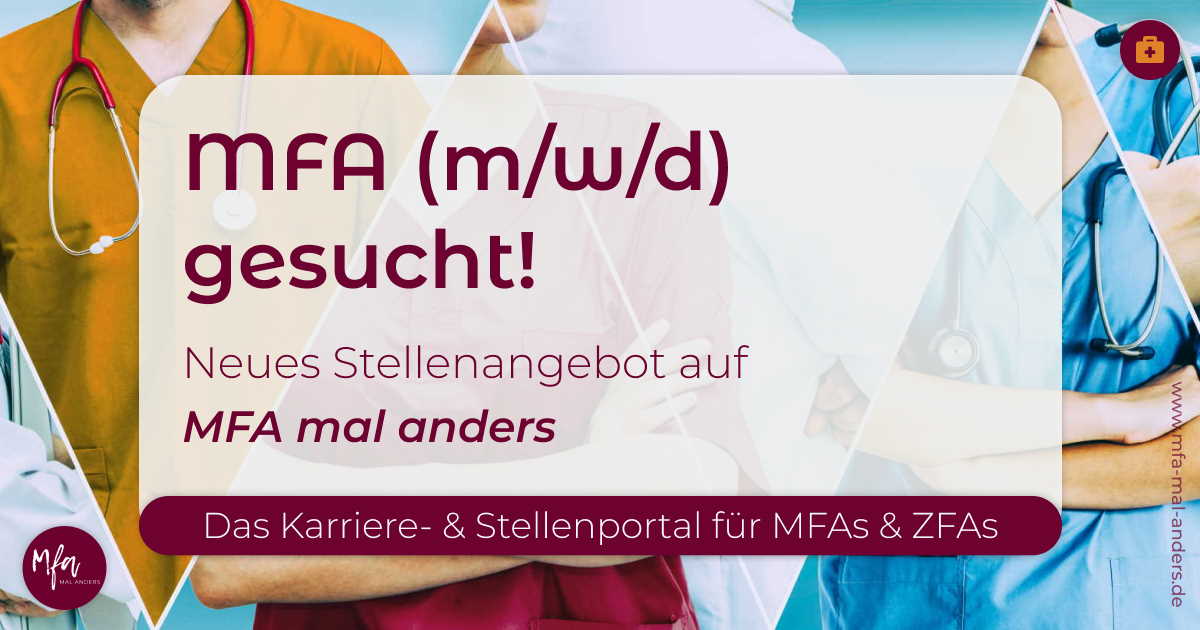 MFA (m/w/d)
gesucht!
Neues Stellenangebot auf
MFA mal anders
Das Karriere- & Stellenportal für MFAs & ZFAs
Mfa
MAL ANDERS
www.mfa-mal-anders.de